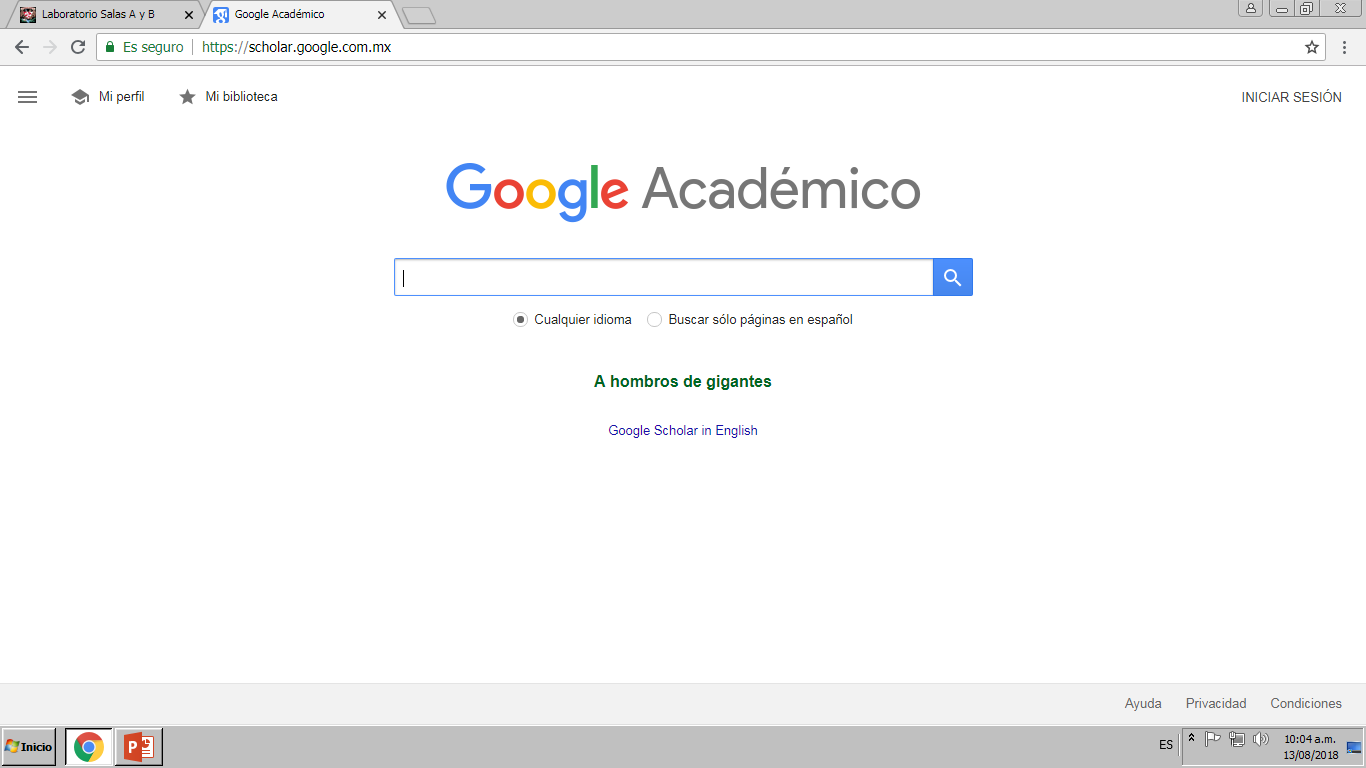 Laboratorio Salas A y B
Google Académico
Es seguro
https://scholar.google.com.mx
Mi perfil
Mi biblioteca
INICIAR SESIÓN
Google Académico
Cualquier idioma
Buscar sólo páginas en español
A hombros de gigantes
Google Scholar in English
Ayuda
Privacidad
Condiciones
Inicio
ES
10:04 a.m.
13/08/2018